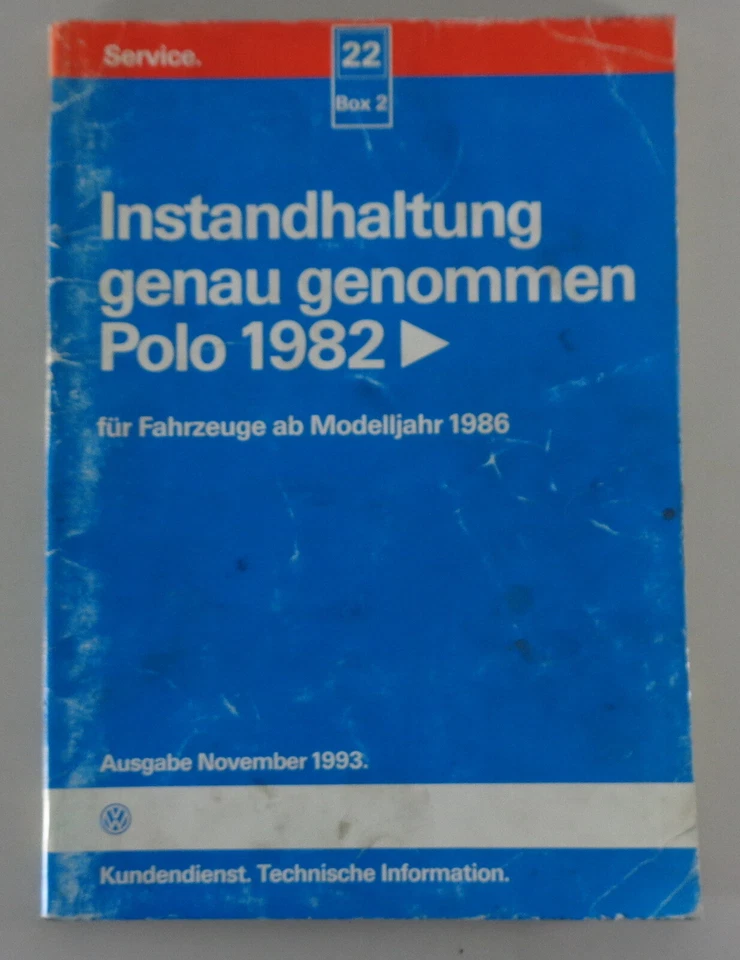 Service.
22
Box 2
Instandhaltung
genau genommen
Polo 1982 ▶
für Fahrzeuge ab Modelljahr 1986
Ausgabe November 1993.
VW
Kundendienst. Technische Information.